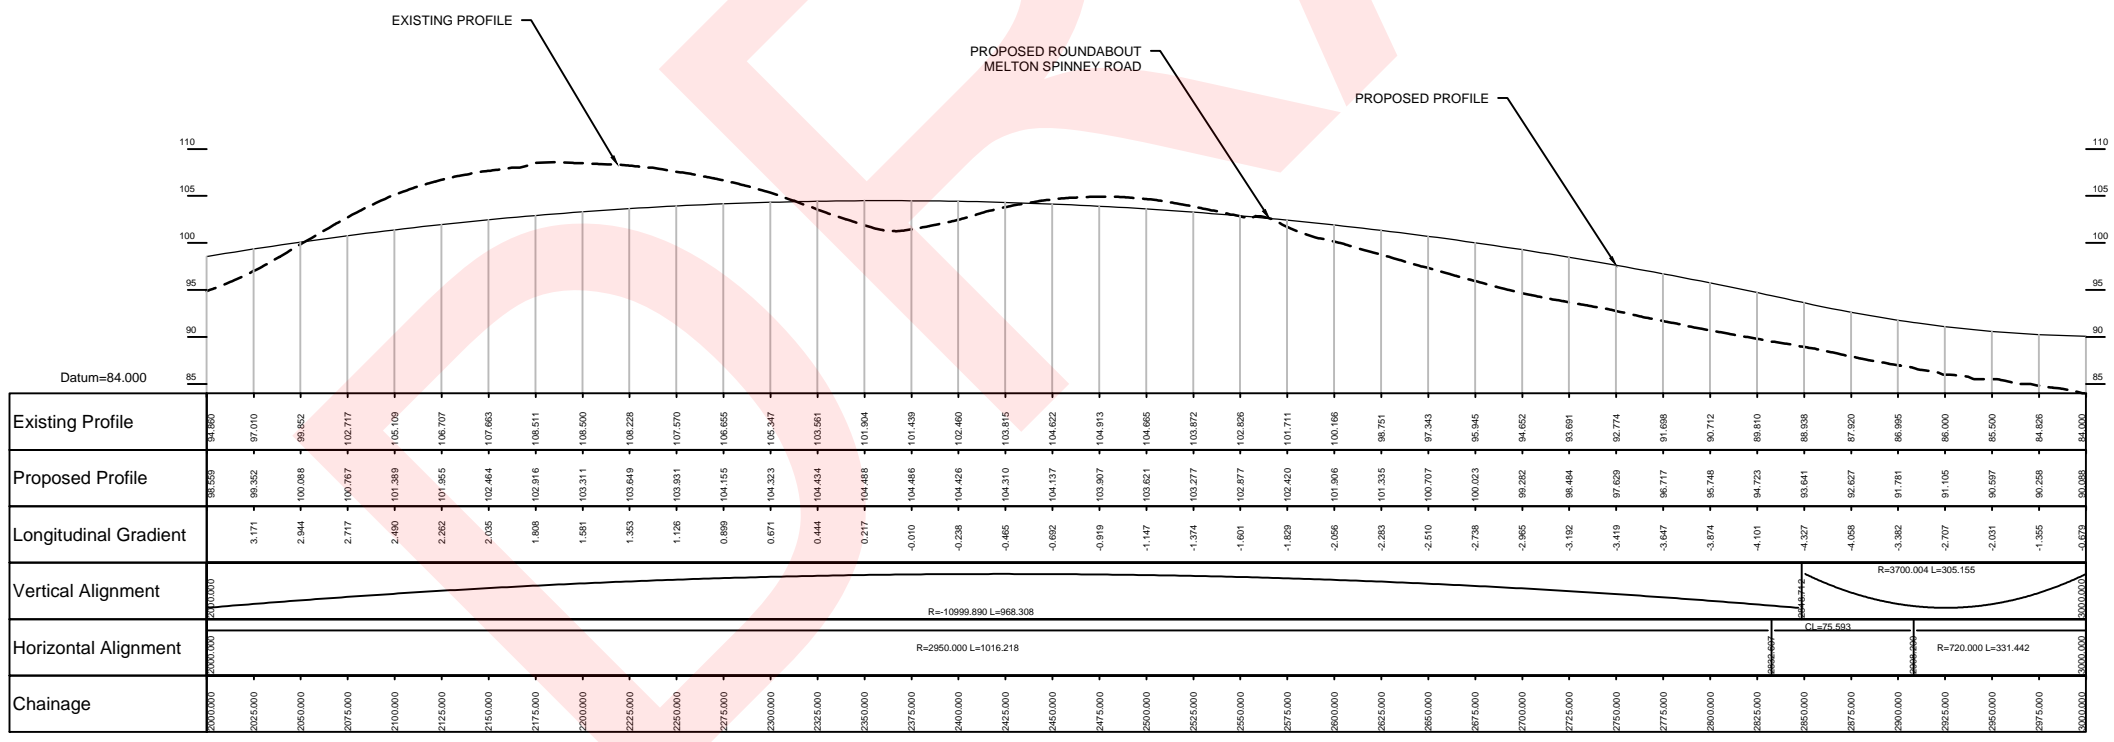 EXISTING PROFILE
PROPOSED ROUNDABOUT
MELTON SPINNEY ROAD
PROPOSED PROFILE
110 110
105 105
100 100
95 95
90 90
85 85
Datum=84.000
Existing Profile 94.860 97.010 99.852 102.717 105.109 106.707 107.663 108.511 108.500 108.228 107.570 106.655 105.347 103.561 101.904 101.439 102.460 103.815 104.622 104.913 104.665 103.872 102.826 101.711 100.166 98.751 97.343 95.945 94.652 93.691 92.774 91.698 90.712 89.810 88.938 87.920 86.995 86.000 85.500 84.826 84.000
Proposed Profile 98.559 99.352 100.088 100.767 101.389 101.955 102.464 102.916 103.311 103.649 103.931 104.155 104.323 104.434 104.488 104.486 104.426 104.310 104.137 103.907 103.621 103.277 102.877 102.420 101.906 101.335 100.707 100.023 99.282 98.484 97.629 96.717 95.748 94.723 93.641 92.627 91.781 91.105 90.597 90.258 90.088
Longitudinal Gradient 3.171 2.944 2.717 2.490 2.262 2.035 1.808 1.581 1.353 1.126 0.899 0.671 0.444 0.217 -0.010 -0.238 -0.465 -0.692 -0.919 -1.147 -1.374 -1.601 -1.829 -2.056 -2.283 -2.510 -2.738 -2.965 -3.192 -3.419 -3.647 -3.874 -4.101 -4.327 -4.058 -3.382 -2.707 -2.031 -1.355 -0.679
Vertical Alignment 2000.000 R=-10999.890 L=968.308 R=3700.004 L=305.155 3000.000
Horizontal Alignment 2000.000 R=2950.000 L=1016.218 2832.607 CL=75.593 2908.200 R=720.000 L=331.442 3000.000
Chainage 2000.000 2025.000 2050.000 2075.000 2100.000 2125.000 2150.000 2175.000 2200.000 2225.000 2250.000 2275.000 2300.000 2325.000 2350.000 2375.000 2400.000 2425.000 2450.000 2475.000 2500.000 2525.000 2550.000 2575.000 2600.000 2625.000 2650.000 2675.000 2700.000 2725.000 2750.000 2775.000 2800.000 2825.000 2850.000 2875.000 2900.000 2925.000 2950.000 2975.000 3000.000